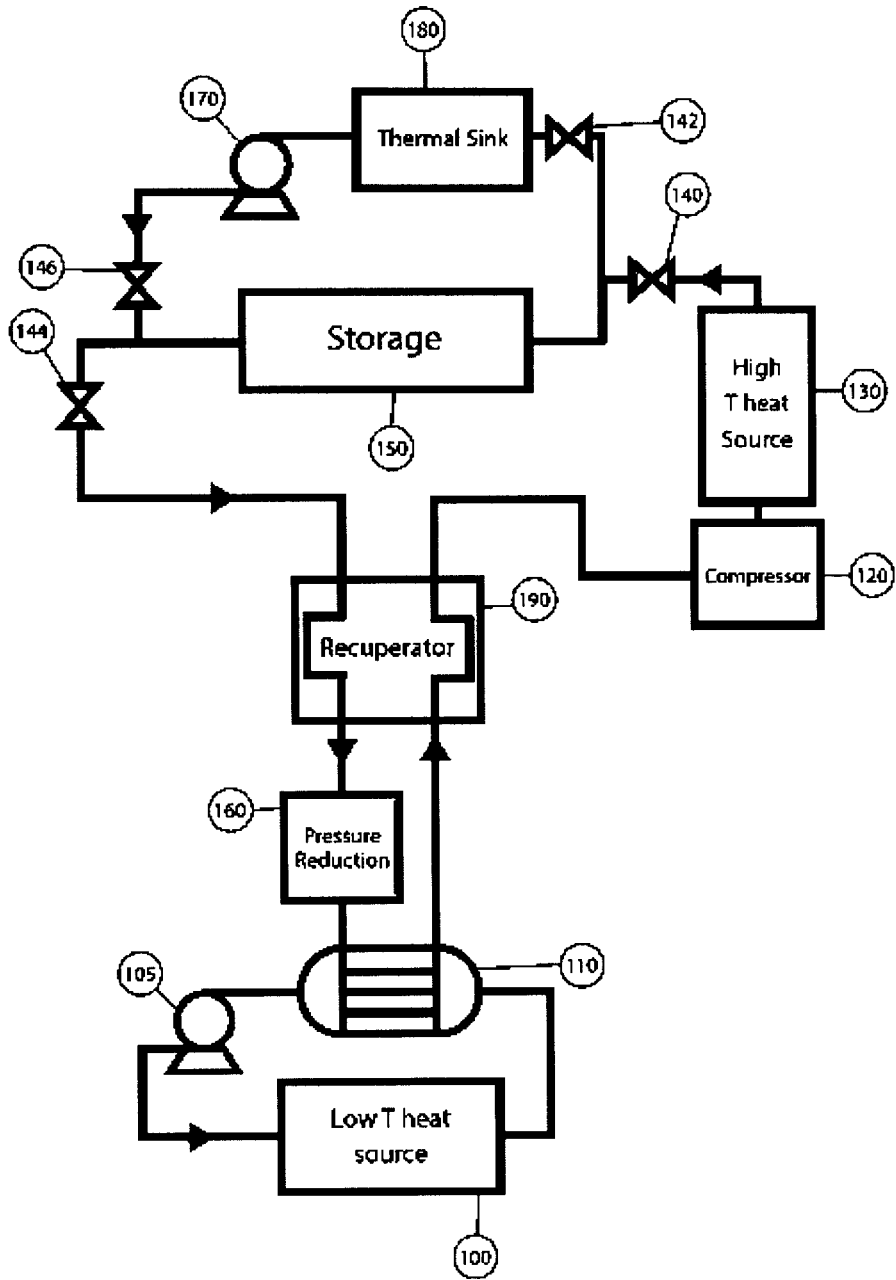 180
170
Thermal Sink
142
140
146
Storage
144
High
T heat
Source
130
150
Compressor
120
190
Recuperator
160
Pressure
Reduction
110
105
Low T heat
source
100